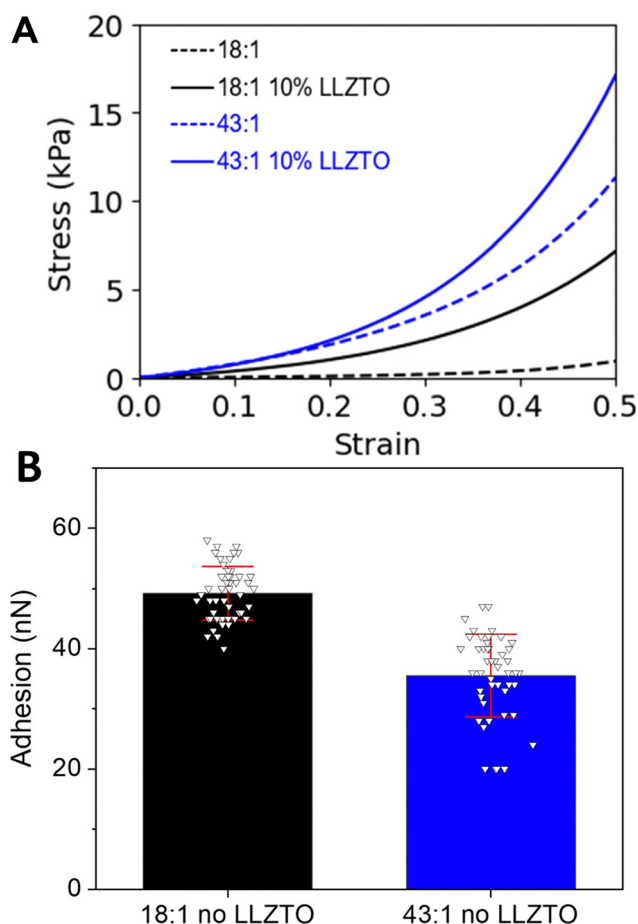 A
20
15
10
5
0
Stress (kPa)
18:1
18:1 10% LLZTO
43:1
43:1 10% LLZTO
0.0 0.1 0.2 0.3 0.4 0.5
Strain
B
60
40
20
0
Adhesion (nN)
18:1 no LLZTO 43:1 no LLZTO